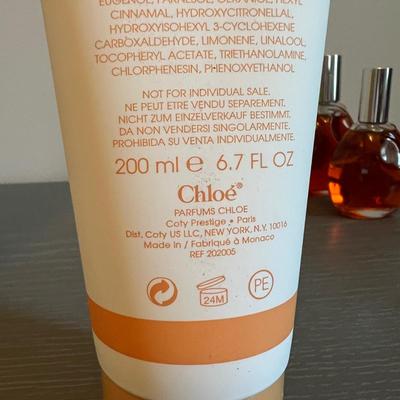 EUGENOL, FARNESOL, GERANIOL, HEXYL
CINNAMAL, HYDROXYCITRONELLAL,
HYDROXYISOHEXYL 3-CYCLOHEXENE
CARBOXALDEHYDE, LIMONENE, LINALOOL,
TOCOPHERYL ACETATE, TRIETHANOLAMINE,
CHLORPHENESIN, PHENOXYETHANOL
NOT FOR INDIVIDUAL SALE.
NE PEUT ETRE VENDU SEPAREMENT.
NICHT ZUM EINZELVERKAUF BESTIMMT.
DA NON VENDERSI SINGOLARMENTE.
PROHIBIDA SU VENTA INDIVIDUALMENTE.
200 ml e 6.7 FL OZ
Chloé®
PARFUMS CHLOE
Coty Prestige • Paris
Dist. Coty US LLC, NEW YORK, N.Y. 10016
Made in / Fabriqué à Monaco
REF 202005
24M
PE